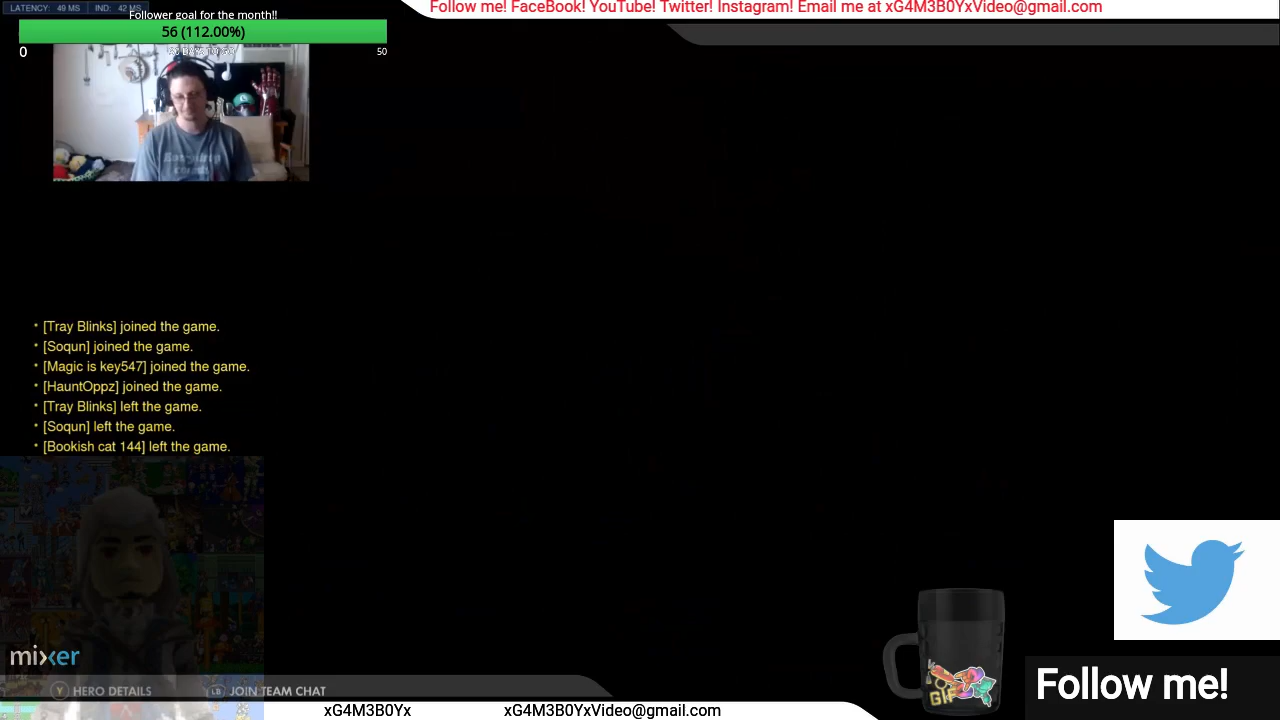 LATENCY: 49 MS IND: 42 MS
Follower goal for the month!!
Follow me! FaceBook! YouTube! Twitter! Instagram! Email me at xG4M3B0YxVideo@gmail.com
56 (112.00%)
0
50
[Tray Blinks] joined the game.
[Soqun] joined the game.
[Magic is key547] joined the game.
[HauntOppz] joined the game.
[Tray Blinks] left the game.
[Soqun] left the game.
[Bookish cat 144] left the game.
mixer
Y HERO DETAILS LB JOIN TEAM CHAT
GIF
Follow me!
xG4M3B0Yx xG4M3B0YxVideo@gmail.com